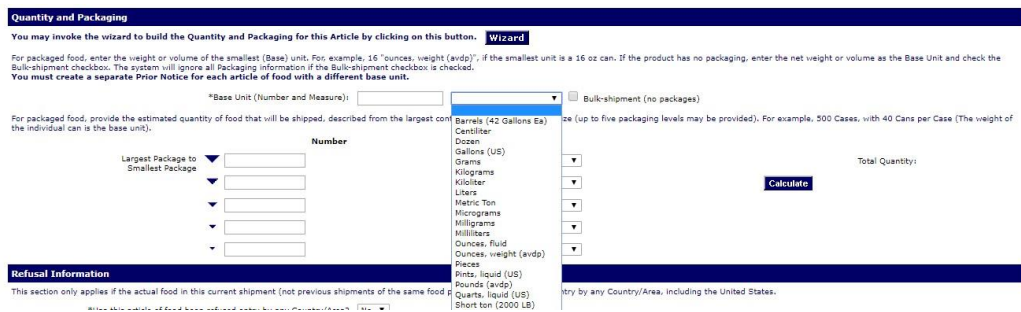 Quantity and Packaging
You may invoke the wizard to build the Quantity and Packaging for this Article by clicking on this button. Wizard
For packaged food, enter the weight or volume of the smallest (Base) unit. For, example, 16 "ounces, weight (avdp)", if the smallest unit is a 16 oz can. If the product has no packaging, enter the net weight or volume as the Base Unit and check the
Bulk-shipment checkbox. The system will ignore all Packaging information if the Bulk-shipment checkbox is checked.
You must create a separate Prior Notice for each article of food with a different base unit.
*Base Unit (Number and Measure): Bulk-shipment (no packages)
For packaged food, provide the estimated quantity of food that will be shipped, described from the largest con ze (up to five packaging levels may be provided). For example, 500 Cases, with 40 Cans per Case (The weight of
the individual can is the base unit).
Number
Largest Package to
Smallest Package
Barrels (42 Gallons Ea)
Centiliter
Dozen
Gallons (US)
Grams
Kilograms
Kiloliter
Liters
Metric Ton
Micrograms
Milligrams
Milliliters
Ounces, fluid
Ounces, weight (avdp)
Pieces
Pints, liquid (US)
Pounds (avdp)
Quarts, liquid (US)
Short ton (2000 LB)
Total Quantity:
Calculate
Refusal Information
This section only applies if the actual food in this current shipment (not previous shipments of the same food p ntry by any Country/Area, including the United States.